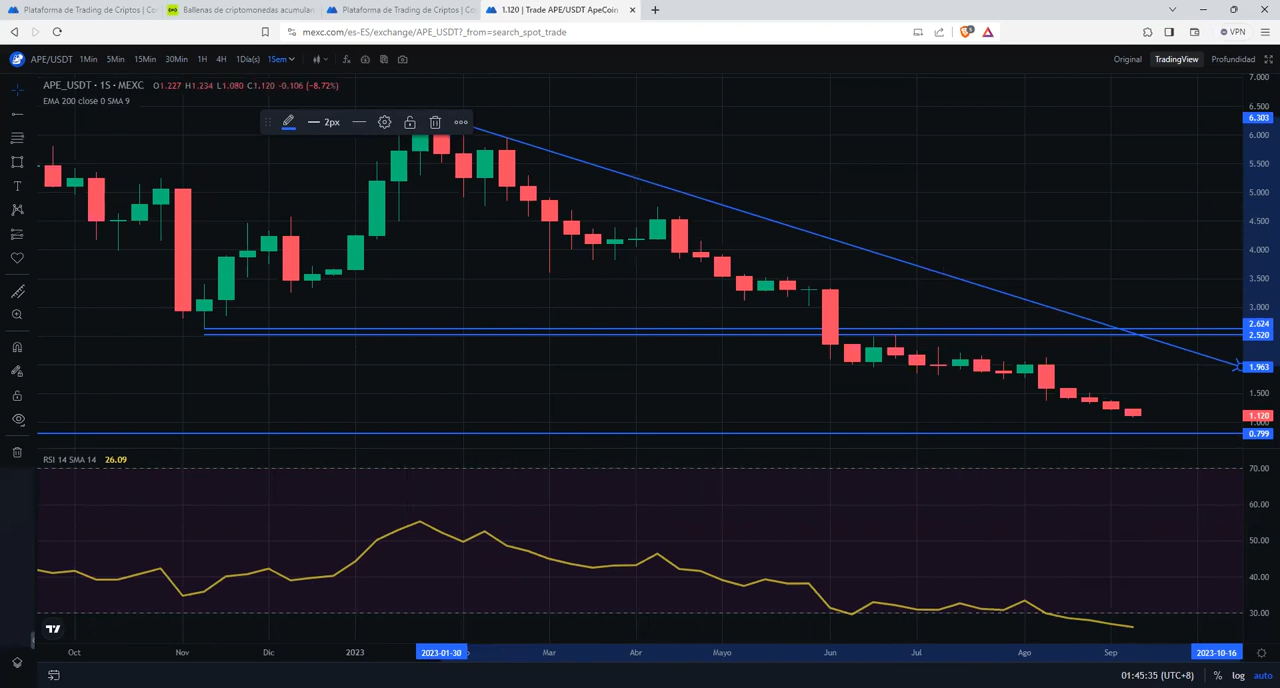 Plataforma de Trading de Criptos | Co
Ballenas de criptomonedas acumulan
Plataforma de Trading de Criptos | Co
1.120 | Trade APE/USDT ApeCoin
mexc.com/es-ES/exchange/APE_USDT?_from=search_spot_trade
VPN
APE/USDT 1Min 5Min 15Min 30Min 1H 4H 1Día(s) 1Sem
Original TradingView Profundidad
APE_USDT · 1S · MEXC O1.227 H1.234 L1.080 C1.120 -0.106 (-8.72%)
EMA 200 close 0 SMA 9
2px
7.000
6.500
6.303
6.000
5.500
5.000
4.500
4.000
3.500
3.000
2.624
2.520
1.963
1.500
1.120
1.000
0.799
RSI 14 SMA 14 26.09
70.00
60.00
50.00
40.00
30.00
Oct Nov Dic 2023 2023-01-30 Mar Abr Mayo Jun Jul Ago Sep 2023-10-16
01:45:35 (UTC+8) % log auto